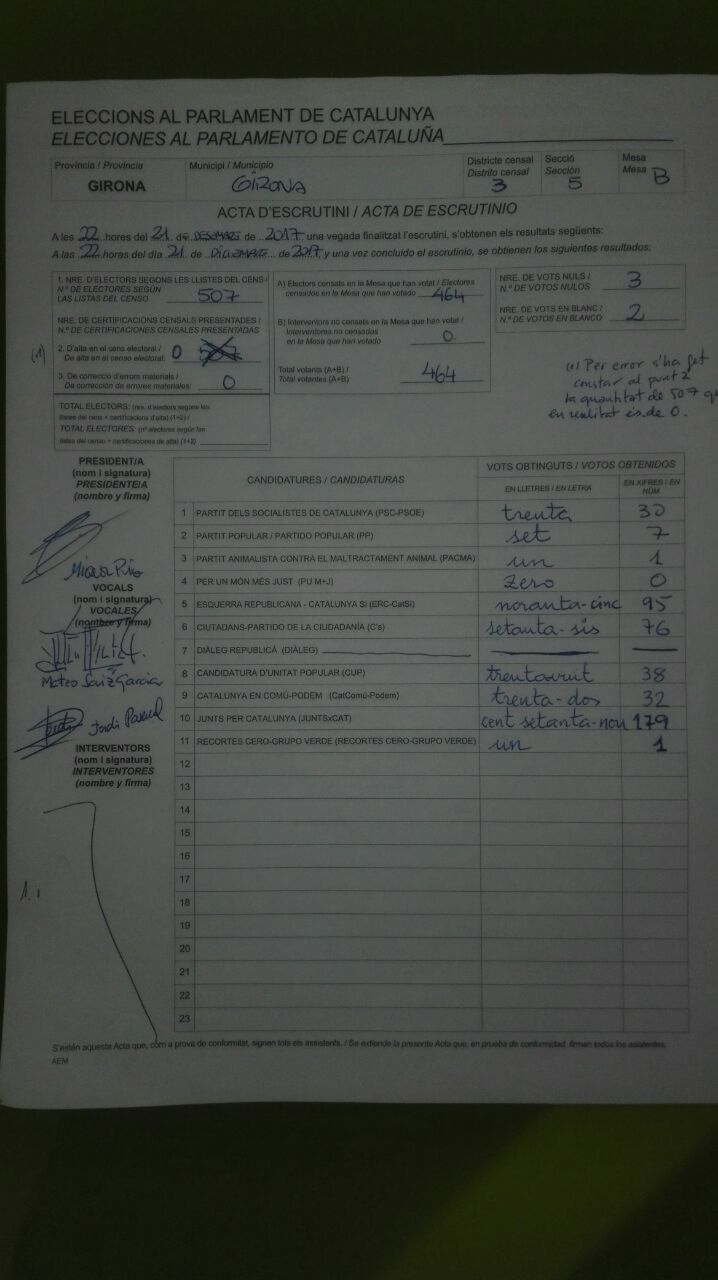 ELECCIONS AL PARLAMENT DE CATALUNYA
ELECCIONES AL PARLAMENTO DE CATALUÑA
Província / Provincia
GIRONA
Municipi / Municipio
GIRONA
Districte censal
Distrito censal
3
Secció
Sección
5
Mesa
Mesa
B
ACTA D'ESCRUTINI / ACTA DE ESCRUTINIO
A les 22 hores del 21 de DESEMBRE de 2017 una vegada finalitzat l'escrutini, s'obtenen els resultats següents:
A las 22 horas del día 21 de DICIEMBRE de 2017 y una vez concluido el escrutinio, se obtienen los siguientes resultados:
1. NRE. D'ELECTORS SEGONS LES LLISTES DEL CENS /
N.º DE ELECTORES SEGÚN
LAS LISTAS DEL CENSO 507
NRE. DE CERTIFICACIONS CENSALS PRESENTADES /
N.º DE CERTIFICACIONES CENSALES PRESENTADAS
(1)
2. D'alta en el cens electoral /
De alta en el censo electoral: 0 507
3. De correcció d'errors materials /
De corrección de errores materiales: 0
TOTAL ELECTORS: (nre. d'electors segons les
llistes del cens + certificacions d'alta) (1+2) /
TOTAL ELECTORES: (nº electores según las
listas del censo + certificaciones de alta) (1+2)
A) Electors censats en la Mesa que han votat / Electores
censados en la Mesa que han votado 464
B) Interventors no censats en la Mesa que han votat /
Interventores no censados
en la Mesa que han votado 0
Total votants (A+B) /
Total votantes (A+B) 464
NRE. DE VOTS NULS /
N.º DE VOTOS NULOS 3
NRE. DE VOTS EN BLANC /
N.º DE VOTOS EN BLANCO 2
(1) Per error s'ha fet
constar al punt 2
la quantitat de 507 q
en realitat és de 0.
PRESIDENT/A
(nom i signatura)
PRESIDENTE/A
(nombre y firma)
VOCALS
(nom i signatura)
VOCALES
(nombre y firma)
Mateo Saiz Garcia
Jordi Pascual
INTERVENTORS
(nom i signatura)
INTERVENTORES
(nombre y firma)
CANDIDATURES / CANDIDATURAS
VOTS OBTINGUTS / VOTOS OBTENIDOS
EN LLETRES / EN LETRA
EN XIFRES / EN NÚM
1 PARTIT DELS SOCIALISTES DE CATALUNYA (PSC-PSOE) trenta 30
2 PARTIT POPULAR / PARTIDO POPULAR (PP) set 7
3 PARTIT ANIMALISTA CONTRA EL MALTRACTAMENT ANIMAL (PACMA) un 1
4 PER UN MÓN MÉS JUST (PU M+J) zero 0
5 ESQUERRA REPUBLICANA - CATALUNYA SÍ (ERC-CatSí) noranta-cinc 95
6 CIUTADANS-PARTIDO DE LA CIUDADANÍA (C's) setanta-sis 76
7 DIÀLEG REPUBLICÀ (DIÀLEG)
8 CANDIDATURA D'UNITAT POPULAR (CUP) trentavuit 38
9 CATALUNYA EN COMÚ-PODEM (CatComú-Podem) trenta-dos 32
10 JUNTS PER CATALUNYA (JUNTSxCAT) cent setanta-nou 179
11 RECORTES CERO-GRUPO VERDE (RECORTES CERO-GRUPO VERDE) un 1
12
13
14
15
16
17
18
19
20
21
22
23
S'estén aquesta Acta que, com a prova de conformitat, signen tots els assistents. / Se extiende la presente Acta que, en prueba de conformidad, firman todos los asistentes.
AEM